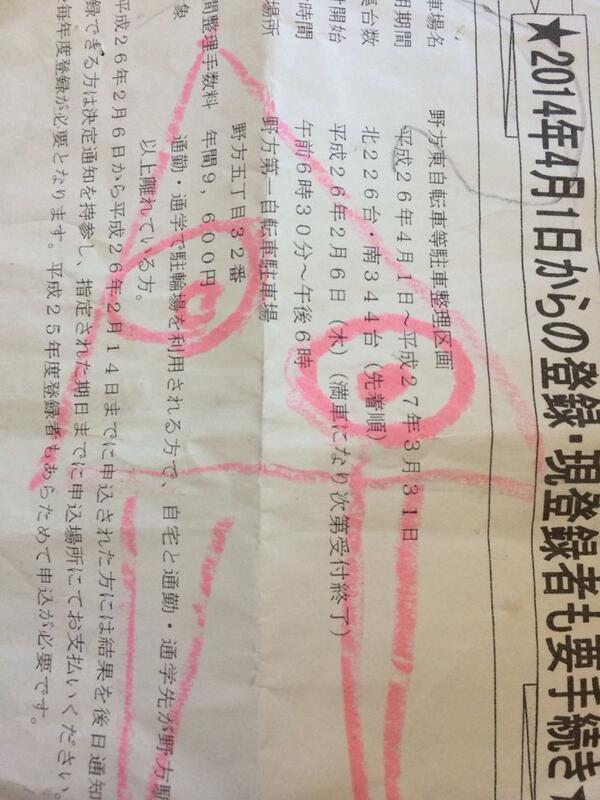 ★2014年4月1日からの登録・現登録者も要手続き★
車場名　野方東自転車等駐車整理区画
用期間　平成26年4月1日～平成27年3月31日
集台数　北226台・南344台（先着順）
付開始　平成26年2月6日（木）（満車になり次第受付終了）
時間　午前6時30分～午後6時
場所　野方第一自転車駐車場
野方五丁目32番
間整理手数料　年間9，600円
象　通勤・通学で駐輪場を利用される方で、自宅と通勤・通学先が野方駅
以上離れている方。
平成26年2月6日から平成26年2月14日までに申込された方には結果を後日通知
録できる方は決定通知を持参し、指定された期日までに申込場所にてお支払いください。
毎年度登録が必要となります。平成25年度登録者もあらためて申込が必要です。